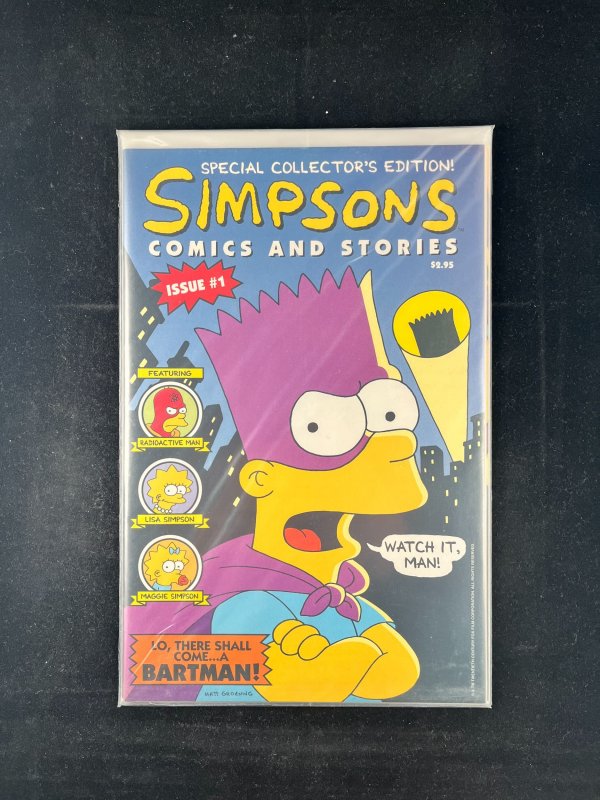 SPECIAL COLLECTOR'S EDITION!
SIMPSONS
COMICS AND STORIES
$2.95
ISSUE #1
FEATURING
RADIOACTIVE MAN
LISA SIMPSON
MAGGIE SIMPSON
WATCH IT,
MAN!
LO, THERE SHALL
COME...A
BARTMAN!
MATT GROENING